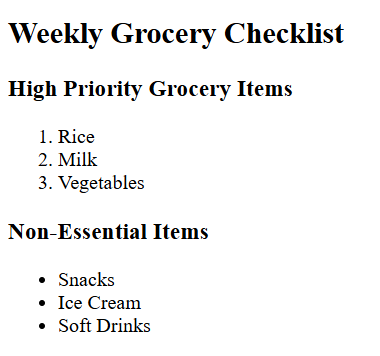 Weekly Grocery Checklist
High Priority Grocery Items
1. Rice
2. Milk
3. Vegetables
Non-Essential Items
• Snacks
• Ice Cream
• Soft Drinks